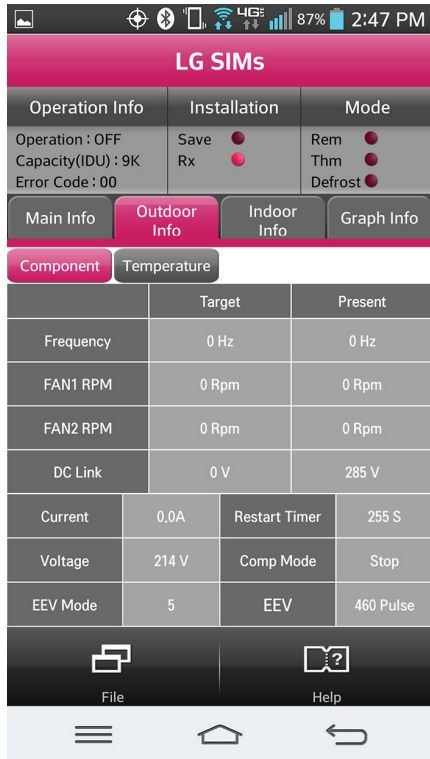 4G
87%
2:47 PM
LG SIMs
Operation Info
Installation
Mode
Operation : OFF
Capacity(IDU) : 9K
Error Code : 00
Save
Rx
Rem
Thm
Defrost
Main Info
Outdoor
Info
Indoor
Info
Graph Info
Component
Temperature
Target
Present
Frequency
0 Hz
0 Hz
FAN1 RPM
0 Rpm
0 Rpm
FAN2 RPM
0 Rpm
0 Rpm
DC Link
0 V
285 V
Current
0.0A
Restart Timer
255 S
Voltage
214 V
Comp Mode
Stop
EEV Mode
5
EEV
460 Pulse
?
File
Help